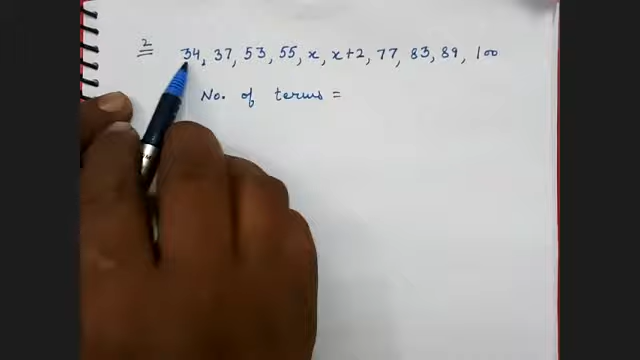 2 34, 37, 53, 55, x, x+2, 77, 83, 89, 100
No. of terms =